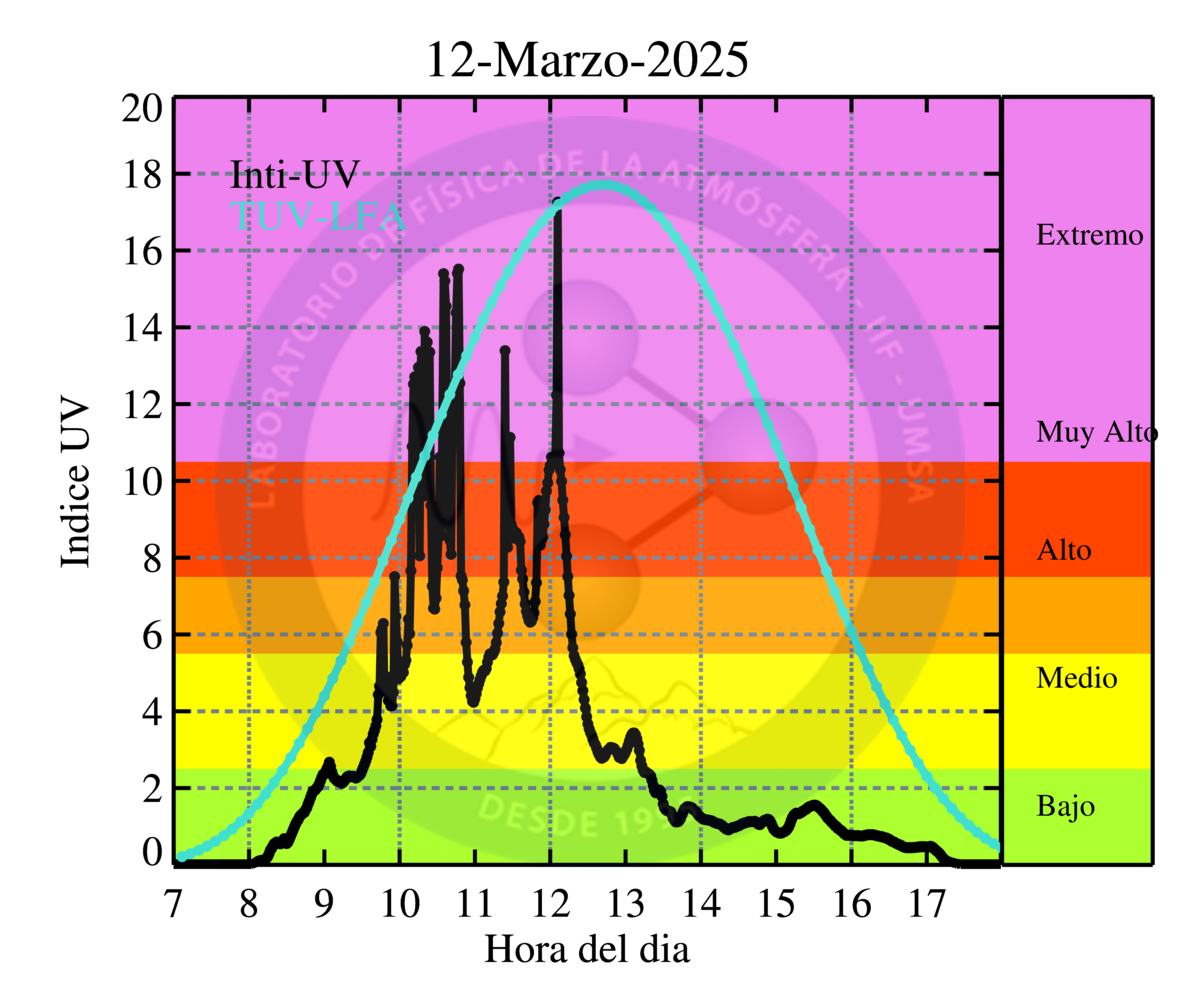 12-Marzo-2025
Inti-UV
TUV-LFA
LABORATORIO DE FÍSICA DE LA ATMÓSFERA - IIF - UMSA
DESDE
Indice UV
20
18
16
14
12
10
8
6
4
2
0
Extremo
Muy Alto
Alto
Medio
Bajo
7 8 9 10 11 12 13 14 15 16 17
Hora del dia